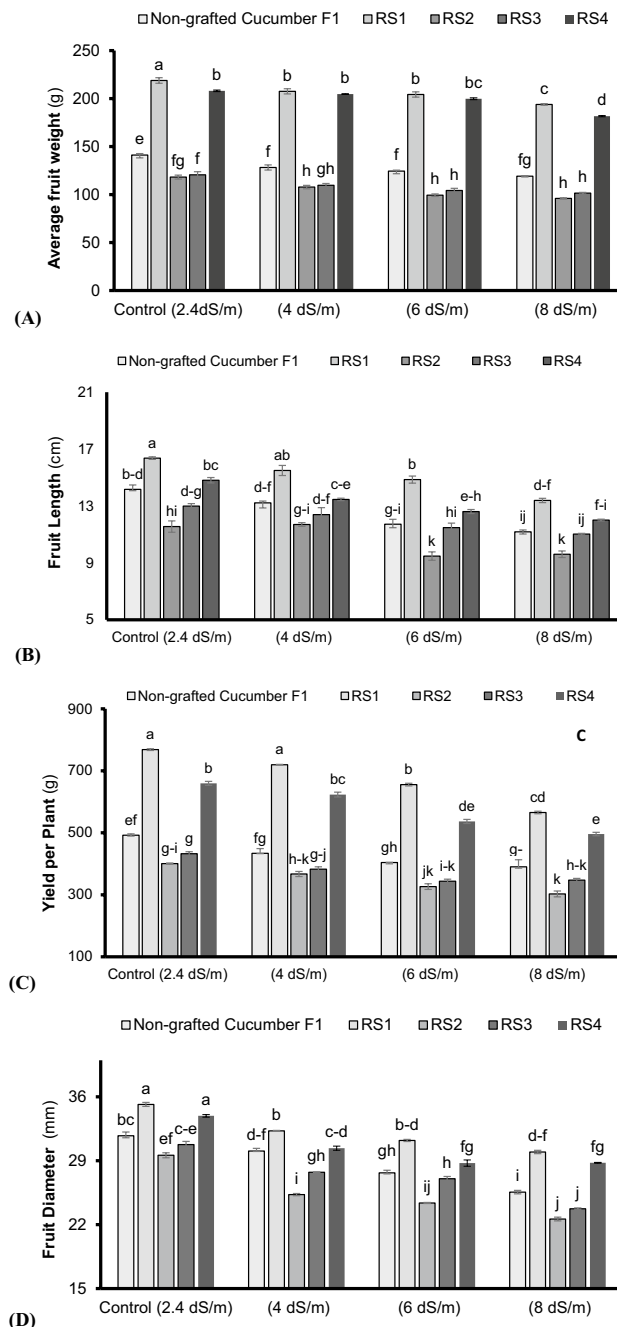 Non-grafted Cucumber F1 RS1 RS2 RS3 RS4
250
200
150
100
50
0
Average fruit weight (g)
e a fg f b
f b h gh b
f b h h bc
fg c h h d
Control (2.4dS/m) (4 dS/m) (6 dS/m) (8 dS/m)
(A)
Non-grafted Cucumber F1 RS1 RS2 RS3 RS4
21
17
13
9
5
Fruit Length (cm)
b-d a hi d-g bc
d-f ab g-i d-f c-e
g-i b k hi e-h
ij d-f k ij f-i
Control (2.4 dS/m) (4 dS/m) (6 dS/m) (8 dS/m)
(B)
Non-grafted Cucumber F1 RS1 RS2 RS3 RS4
C
900
700
500
300
100
Yield per Plant (g)
ef a g-i g b
fg a h-k g-j bc
gh b jk i-k de
g- cd k h-k e
Control (2.4 dS/m) (4 dS/m) (6 dS/m) (8 dS/m)
(C)
Non-grafted Cucumber F1 RS1 RS2 RS3 RS4
36
29
22
15
Fruit Diameter (mm)
bc a ef c-e a
d-f b i gh c-d
gh b-d ij h fg
i d-f j j fg
Control (2.4 dS/m) (4 dS/m) (6 dS/m) (8 dS/m)
(D)